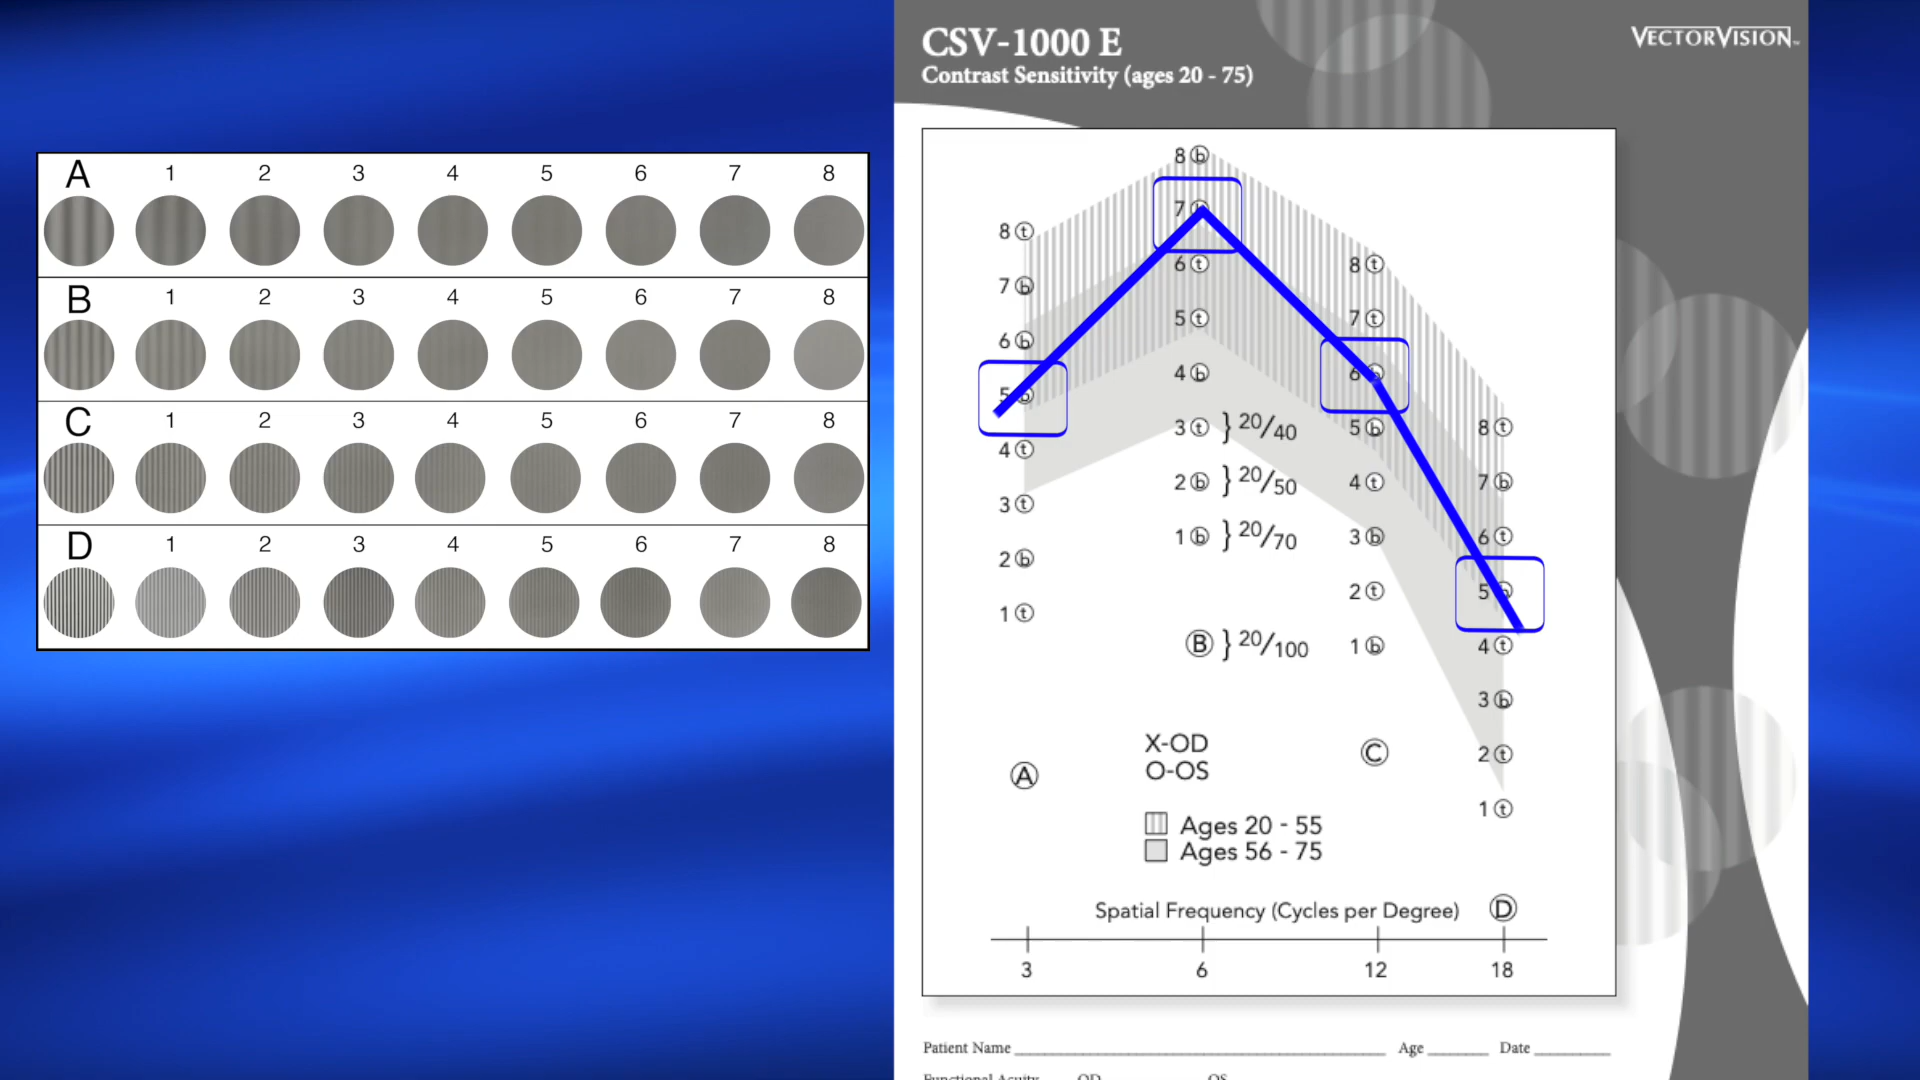 A 1 2 3 4 5 6 7 8
B 1 2 3 4 5 6 7 8
C 1 2 3 4 5 6 7 8
D 1 2 3 4 5 6 7 8
CSV-1000 E
Contrast Sensitivity (ages 20 - 75)
VECTORVISION™
8 t
7 b
6 b
5 b
4 t
3 t
2 b
1 t
A
8 b
7 b
6 t
5 t
4 b
3 t } 20/40
2 b } 20/50
1 b } 20/70
B } 20/100
8 t
7 t
6 b
5 b
4 t
3 b
2 t
1 b
C
8 t
7 b
6 t
5 b
4 t
3 b
2 t
1 t
D
X-OD
O-OS
Ages 20 - 55
Ages 56 - 75
Spatial Frequency (Cycles per Degree)
3 6 12 18
Patient Name Age Date
Functional Acuity OD OS